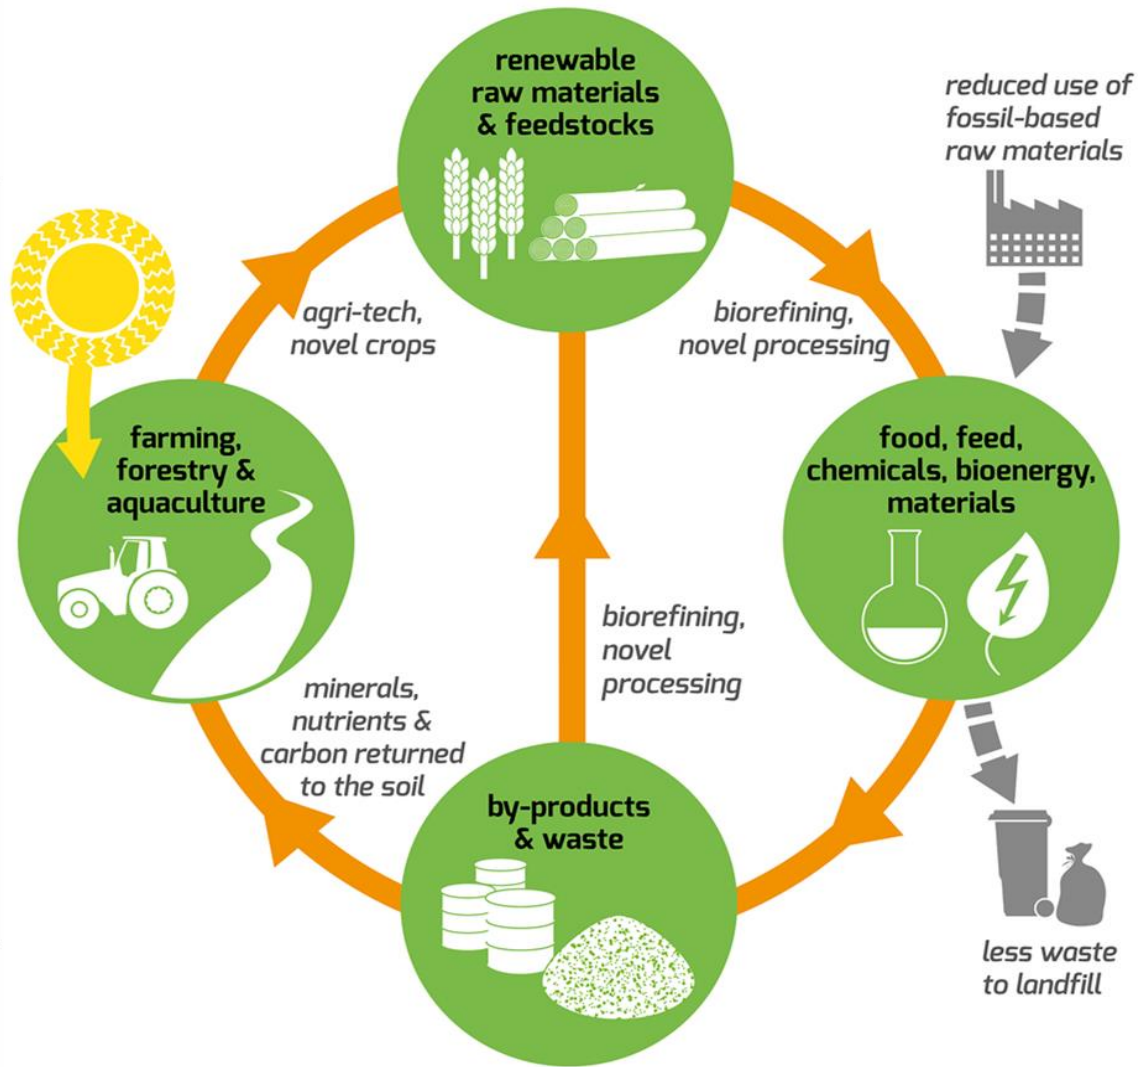 renewable
raw materials
& feedstocks
reduced use of
fossil-based
raw materials
agri-tech,
novel crops
biorefining,
novel processing
farming,
forestry &
aquaculture
food, feed,
chemicals, bioenergy,
materials
biorefining,
novel
processing
minerals,
nutrients &
carbon returned
to the soil
by-products
& waste
less waste
to landfill